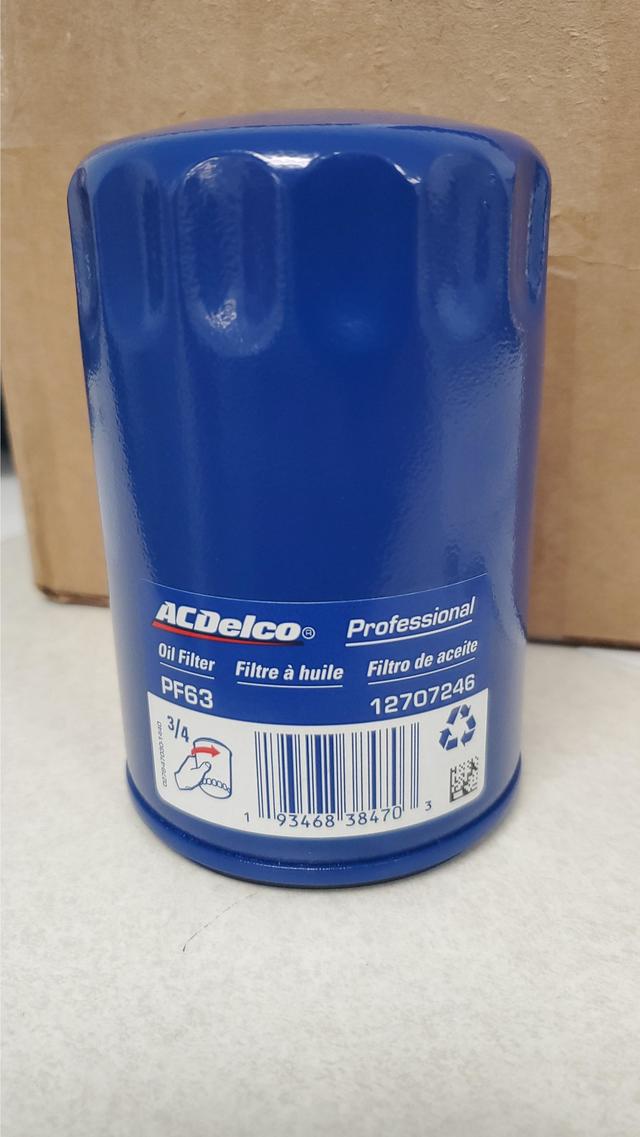 ACDelco® Professional
Oil Filter Filtre à huile Filtro de aceite
PF63 12707246
3/4
1 93468 38470 3